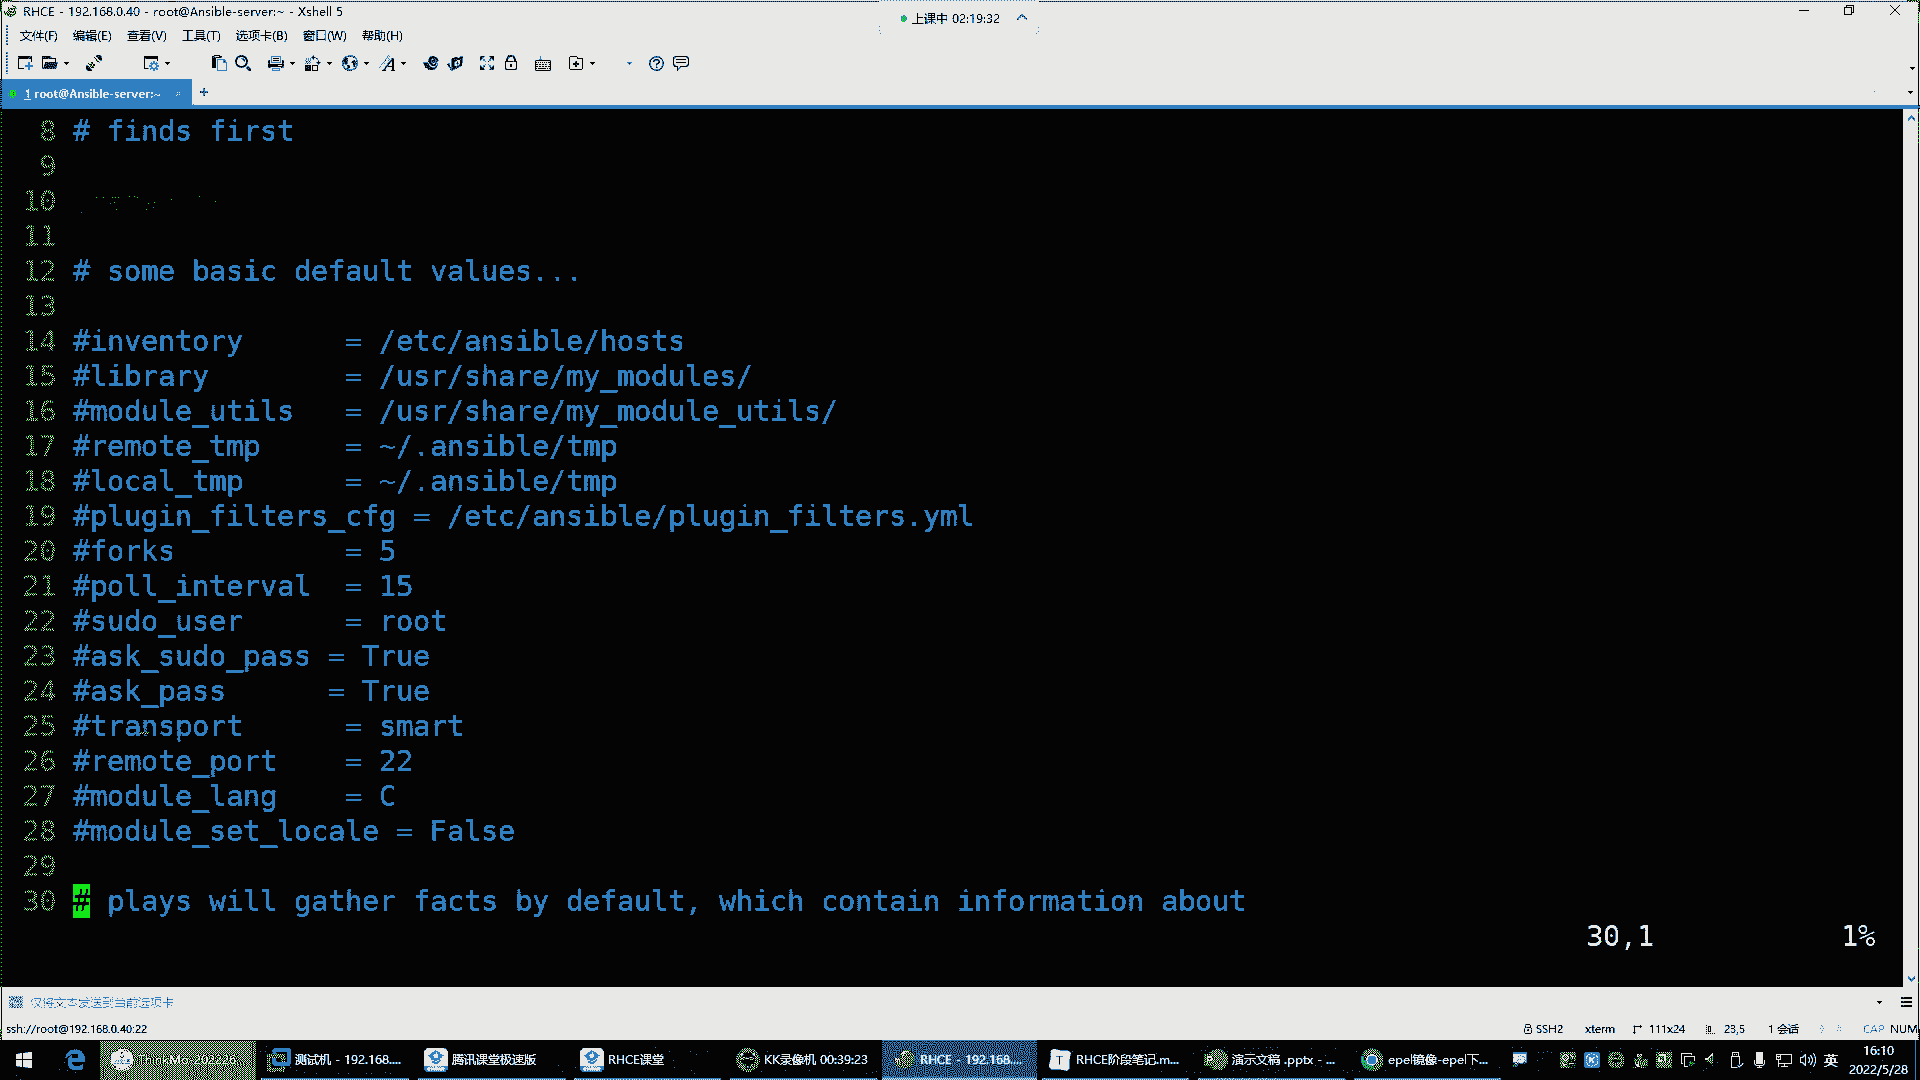 RHCE - 192.168.0.40 - root@Ansible-server:~ - Xshell 5
上课中 02:19:32
文件(F) 编辑(E) 查看(V) 工具(T) 选项卡(B) 窗口(W) 帮助(H)
1 root@Ansible-server:~
8 # finds first
9
10
11
12 # some basic default values...
13
14 #inventory      = /etc/ansible/hosts
15 #library        = /usr/share/my_modules/
16 #module_utils   = /usr/share/my_module_utils/
17 #remote_tmp     = ~/.ansible/tmp
18 #local_tmp      = ~/.ansible/tmp
19 #plugin_filters_cfg = /etc/ansible/plugin_filters.yml
20 #forks          = 5
21 #poll_interval  = 15
22 #sudo_user      = root
23 #ask_sudo_pass = True
24 #ask_pass      = True
25 #transport      = smart
26 #remote_port    = 22
27 #module_lang    = C
28 #module_set_locale = False
29
30 # plays will gather facts by default, which contain information about
30,1 1%
仅将文本发送到当前选项卡
ssh://root@192.168.0.40:22 SSH2 xterm 111x24 23,5 1 会话 CAP NUM
测试机 - 192.168.... 腾讯课堂极速版 RHCE课堂 KK录像机 00:39:23 RHCE - 192.168.... RHCE阶段笔记.m... 演示文稿 .pptx - ... epel镜像-epel下... 英 16:10
2022/5/28